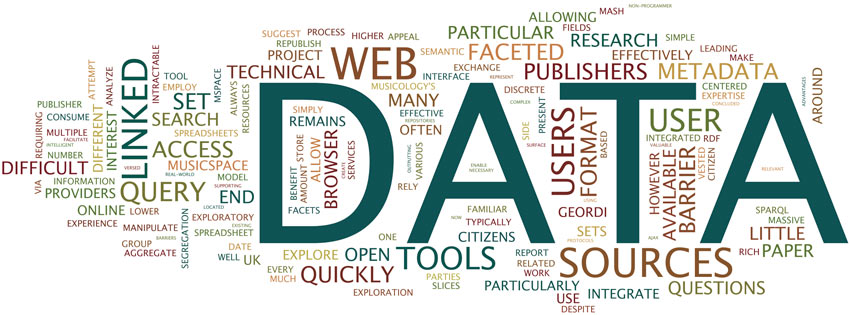 NON-PROGRAMMER
ALLOWING
MASH
SUGGEST
PROCESS
HIGHER
APPEAL
PARTICULAR
FIELDS
REPUBLISH
SEMANTIC
FACETED
RESEARCH
SIMPLE
PROJECT
WEB
EFFECTIVELY
LEADING
TECHNICAL
EXCHANGE
PUBLISHERS
METADATA
MAKE
INTERFACE
REPRESENT
CENTERED
EXPERTISE
CONCLUDED
ADVANTAGES
AROUND
ATTEMPT
ANALYZE
INTRACTABLE
LINKED
TOOL
EMPLOY
MSPACE
ALWAYS
RESOURCES
PUBLISHER
CONSUME
REQUIRING
MULTIPLE
FACILITATE
INTELLIGENT
NUMBER
DIFFERENT
INTEREST
SET
SEARCH
SPREADSHEETS
ACCESS
VERSED
REAL-WORLD
MUSICSPACE
DIFFICULT
VIA
INFORMATION
PROVIDERS
QUERY
MODEL
SUPPORTING
END
ONLINE
LOWER
LOCATED
EXPERIENCE
EXPLORATORY
EXISTING
MANIPULATE
SPREADSHEET
GROUP
BARRIERS
AGGREGATE
SEGREGATION
DATE
WELL
UK
DATA
SIMPLY
REMAINS
BENEFIT
AMOUNT
STORE
ALLOW
BROWSER
CREATE
SERVICES
FACETS
MUSICOLOGY'S
MANY
EFFECTIVE
REPOSITORIES
OFTEN
OUTPUTTING
VARIOUS
RELY
DISCRETE
COMPLEX
SIDE
PRESENT
ENABLE
NECESSARY
SURFACE
USERS
FORMAT
BASED
USING
GEORDI
USER
INTEGRATED
RDF
VALUABLE
HOWEVER
AVAILABLE
BARRIER
VESTED
CITIZEN
RELEVANT
NOW
FAMILIAR
TYPICALLY
CITIZENS
SETS
PROTOCOLS
AJAX
SPARQL
MASSIVE
LITTLE
RICH
PAPER
ONE
EXPLORE
OPEN
TOOLS
EVERY
MUCH
QUICKLY
PARTIES
SLICES
EXPLORATION
REPORT
RELATED
WORK
SOURCES
PARTICULARLY
USE
INTEGRATE
QUESTIONS
DESPITE